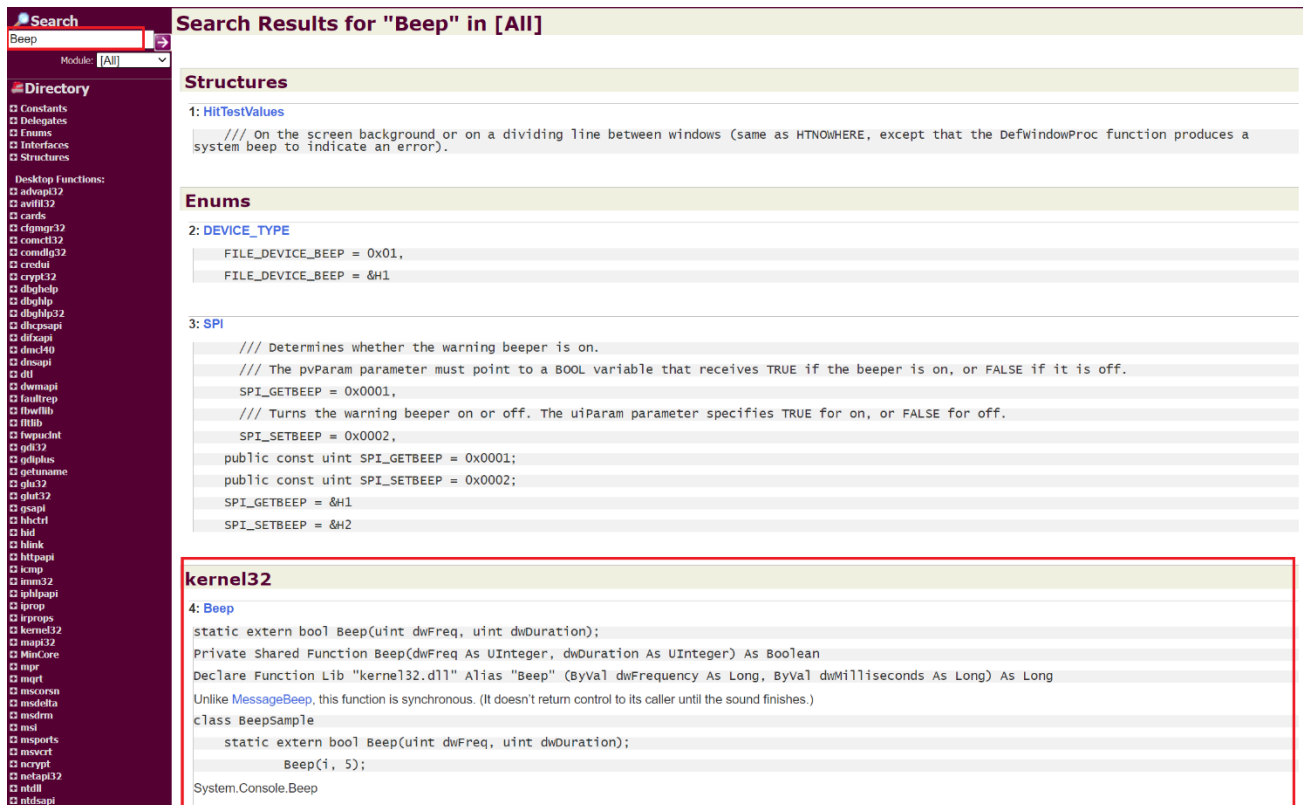 Search
Beep
Module: [All]
Directory
Constants
Delegates
Enums
Interfaces
Structures
Desktop Functions:
advapi32
avifil32
cards
cfgmgr32
comctl32
comdlg32
credui
crypt32
dbghelp
dbghlp
dbghlp32
dhcpsapi
difxapi
dmcl40
dnsapi
dtl
dwmapi
faultrep
fbwflib
fltlib
fwpuclnt
gdi32
gdiplus
getuname
glu32
glut32
gsapi
hhctrl
hid
hlink
httpapi
icmp
imm32
iphlpapi
iprop
irprops
kernel32
mapi32
MinCore
mpr
mqrt
mscorsn
msdelta
msdrm
msi
msports
msvcrt
ncrypt
netapi32
ntdll
ntdsapi
Search Results for "Beep" in [All]
Structures
1: HitTestValues
/// On the screen background or on a dividing line between windows (same as HTNOWHERE, except that the DefWindowProc function produces a
system beep to indicate an error).
Enums
2: DEVICE_TYPE
FILE_DEVICE_BEEP = 0x01,
FILE_DEVICE_BEEP = &H1
3: SPI
/// Determines whether the warning beeper is on.
/// The pvParam parameter must point to a BOOL variable that receives TRUE if the beeper is on, or FALSE if it is off.
SPI_GETBEEP = 0x0001,
/// Turns the warning beeper on or off. The uiParam parameter specifies TRUE for on, or FALSE for off.
SPI_SETBEEP = 0x0002,
public const uint SPI_GETBEEP = 0x0001;
public const uint SPI_SETBEEP = 0x0002;
SPI_GETBEEP = &H1
SPI_SETBEEP = &H2
kernel32
4: Beep
static extern bool Beep(uint dwFreq, uint dwDuration);
Private Shared Function Beep(dwFreq As UInteger, dwDuration As UInteger) As Boolean
Declare Function Lib "kernel32.dll" Alias "Beep" (ByVal dwFrequency As Long, ByVal dwMilliseconds As Long) As Long
Unlike MessageBeep, this function is synchronous. (It doesn't return control to its caller until the sound finishes.)
class BeepSample
static extern bool Beep(uint dwFreq, uint dwDuration);
Beep(i, 5);
System.Console.Beep